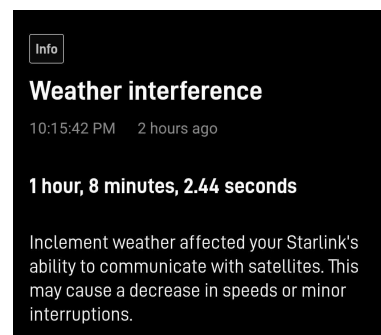 Info
Weather interference
10:15:42 PM 2 hours ago
1 hour, 8 minutes, 2.44 seconds
Inclement weather affected your Starlink's
ability to communicate with satellites. This
may cause a decrease in speeds or minor
interruptions.